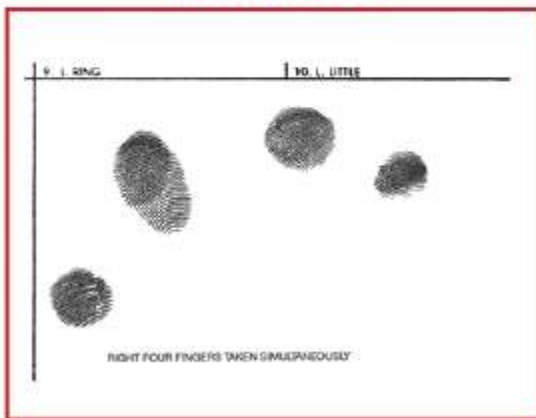 9. L. RING
10. L. LITTLE
RIGHT FOUR FINGERS TAKEN SIMULTANEOUSLY